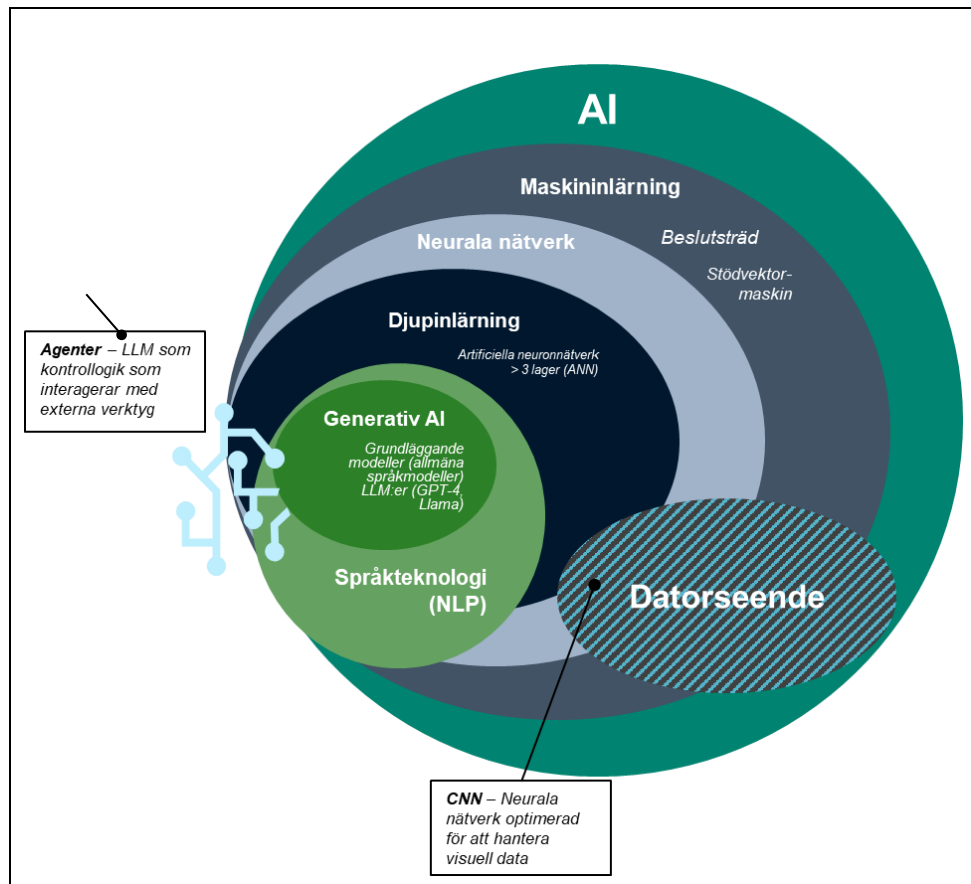 AI
Maskininlärning
Neurala nätverk
Beslutsträd
Stödvektor-
maskin
Djupinlärning
Artificiella neuronnätverk
> 3 lager (ANN)
Agenter – LLM som
kontrollogik som
interagerar med
externa verktyg
Generativ AI
Grundläggande
modeller (allmäna
språkmodeller)
LLM:er (GPT-4,
Llama)
Språkteknologi
(NLP)
Datorseende
CNN – Neurala
nätverk optimerad
för att hantera
visuell data